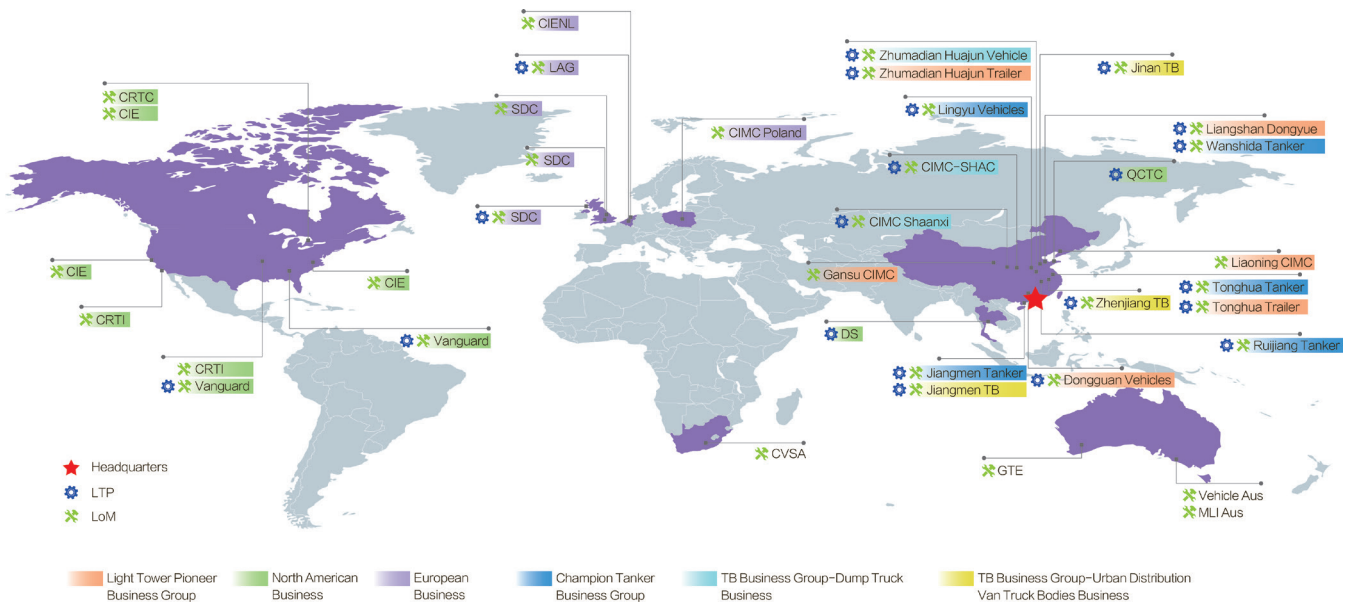 CIENL
LAG
SDC
SDC
SDC
CIMC Poland
CRTC
CIE
CIE
CRTI
CIE
Vanguard
CRTI
Vanguard
Zhumadian Huajun Vehicle
Zhumadian Huajun Trailer
Lingyu Vehicles
CIMC-SHAC
CIMC Shaanxi
Gansu CIMC
DS
Jiangmen Tanker
Jiangmen TB
Jinan TB
Liangshan Dongyue
Wanshida Tanker
QCTC
Liaoning CIMC
Tonghua Tanker
Tonghua Trailer
Zhenjiang TB
Ruijiang Tanker
Dongguan Vehicles
CVSA
GTE
Vehicle Aus
MLI Aus
Headquarters
LTP
LoM
Light Tower Pioneer
Business Group
North American
Business
European
Business
Champion Tanker
Business Group
TB Business Group-Dump Truck
Business
TB Business Group-Urban Distribution
Van Truck Bodies Business